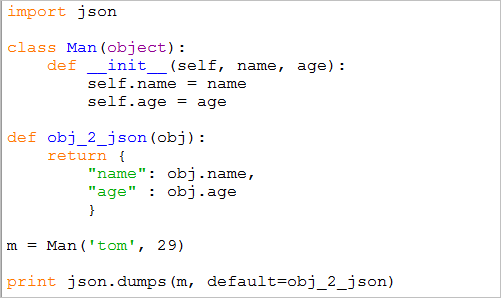 import json

class Man(object):
    def __init__(self, name, age):
        self.name = name
        self.age = age

def obj_2_json(obj):
    return {
        "name": obj.name,
        "age" : obj.age
        }

m = Man('tom', 29)

print json.dumps(m, default=obj_2_json)